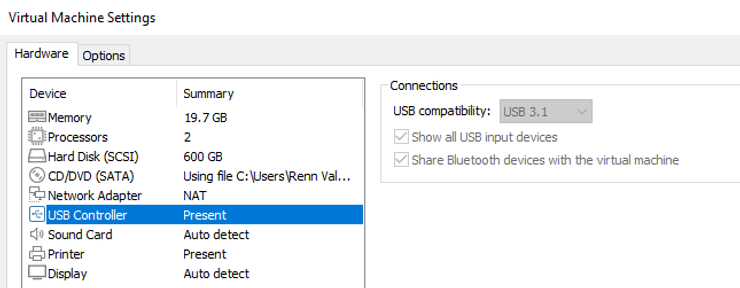 Virtual Machine Settings
Hardware Options
Device Summary
Memory 19.7 GB
Processors 2
Hard Disk (SCSI) 600 GB
CD/DVD (SATA) Using file C:\Users\Renn Val...
Network Adapter NAT
USB Controller Present
Sound Card Auto detect
Printer Present
Display Auto detect
Connections
USB compatibility: USB 3.1
Show all USB input devices
Share Bluetooth devices with the virtual machine